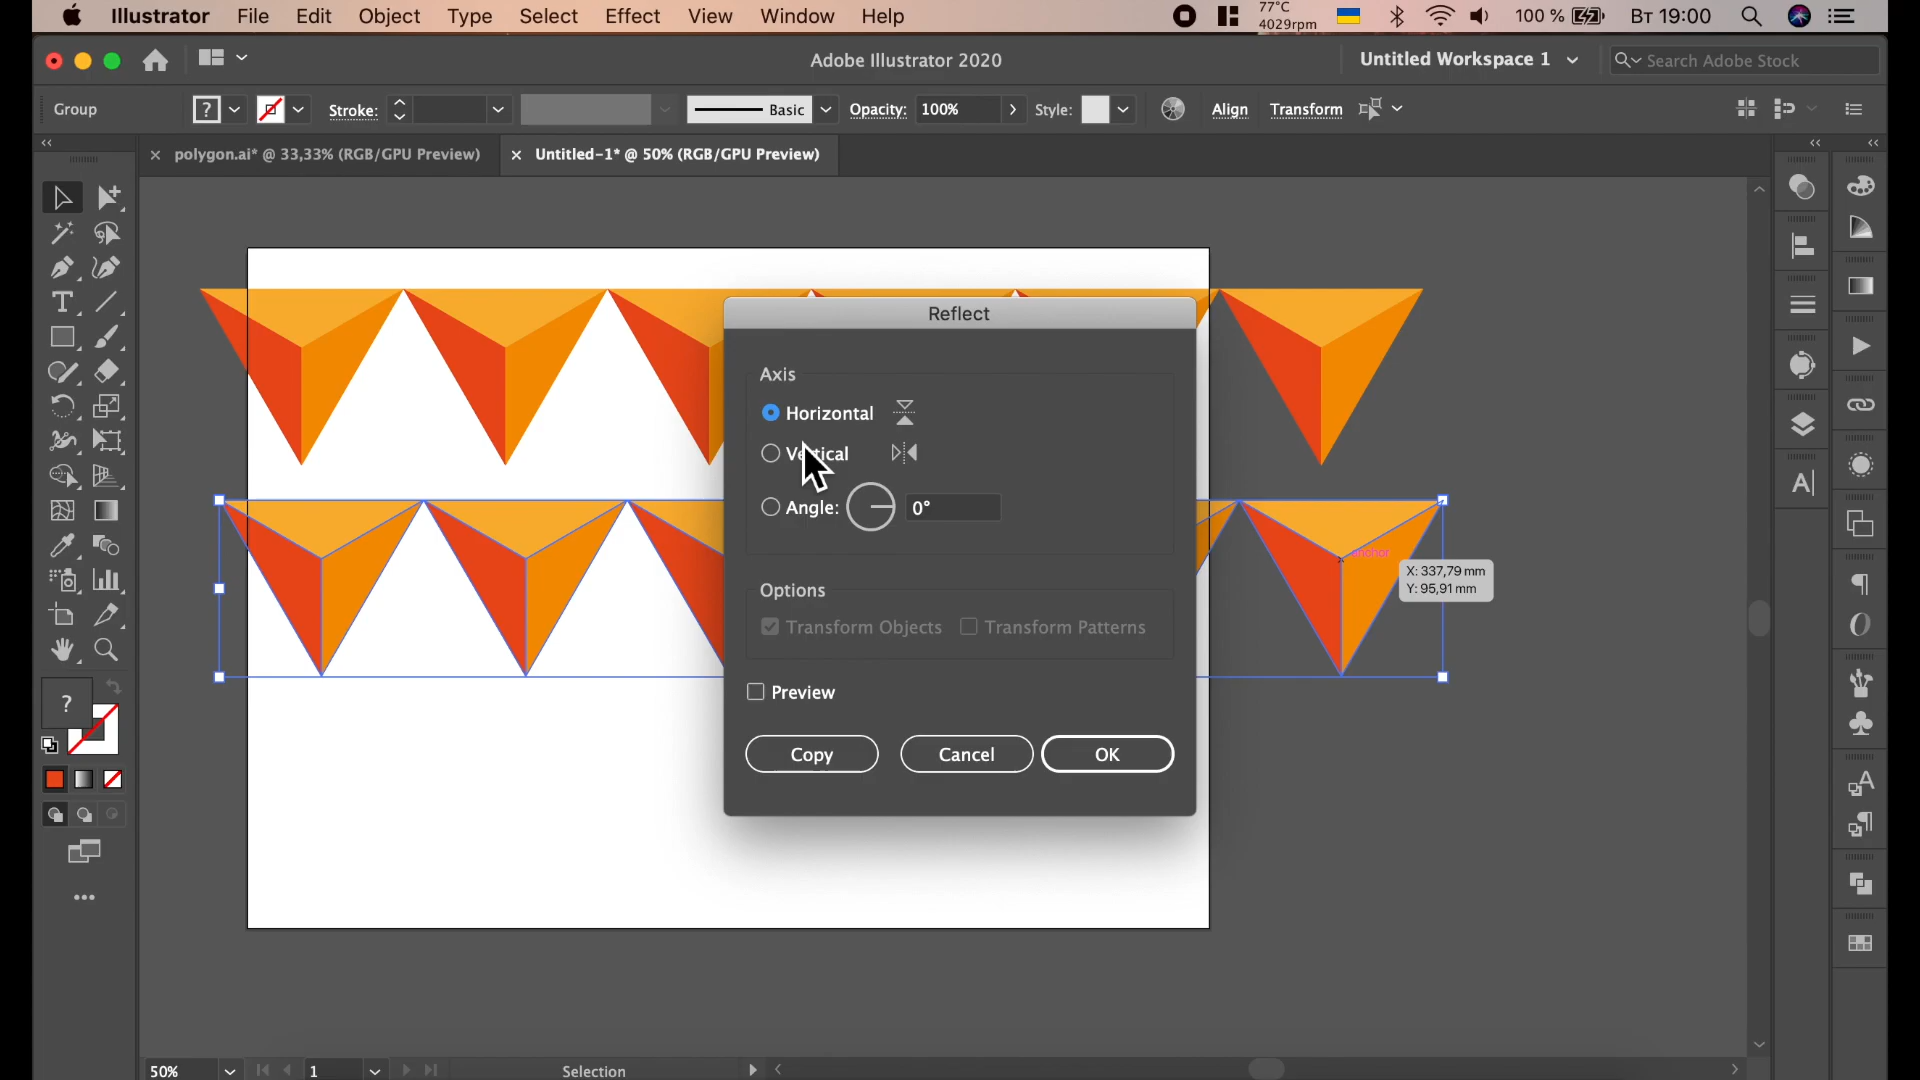 Illustrator File Edit Object Type Select Effect View Window Help 77°C 4029rpm 100 % Вт 19:00
Adobe Illustrator 2020 Untitled Workspace 1 Search Adobe Stock
Group ? Stroke: Basic Opacity: 100% Style: Align Transform
polygon.ai* @ 33,33% (RGB/GPU Preview) Untitled-1* @ 50% (RGB/GPU Preview)
Reflect
Axis
Horizontal
Vertical
Angle: 0°
anchor
X: 337,79 mm
Y: 95,91 mm
Options
Transform Objects Transform Patterns
?
Preview
Copy Cancel OK
50% 1 Selection